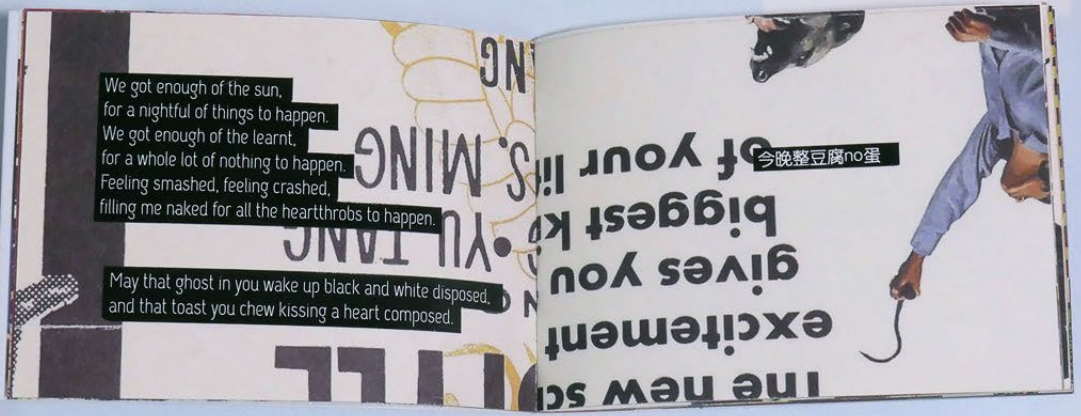 We got enough of the sun,
for a nightful of things to happen.
We got enough of the learnt,
for a whole lot of nothing to happen.
Feeling smashed, feeling crashed,
filling me naked for all the heartthrobs to happen.
May that ghost in you wake up black and white disposed,
and that toast you chew kissing a heart composed.
S. MING
YU TANG
今晚整豆腐no蛋
The new
excitement
gives you
biggest
of your